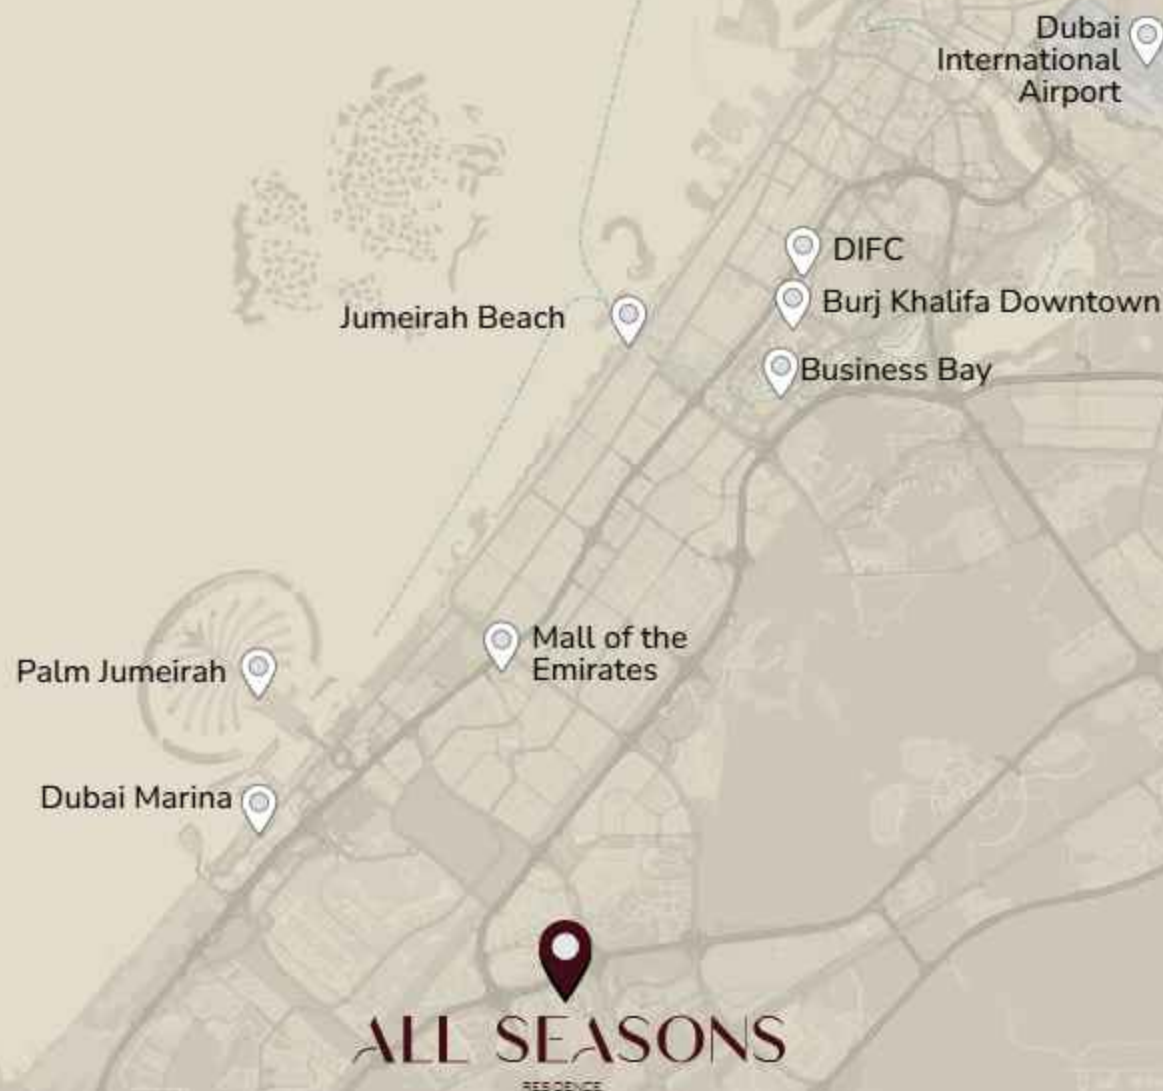 Dubai
International
Airport
DIFC
Burj Khalifa Downtown
Jumeirah Beach
Business Bay
Mall of the
Emirates
Palm Jumeirah
Dubai Marina
ALL SEASONS
RESIDENCE